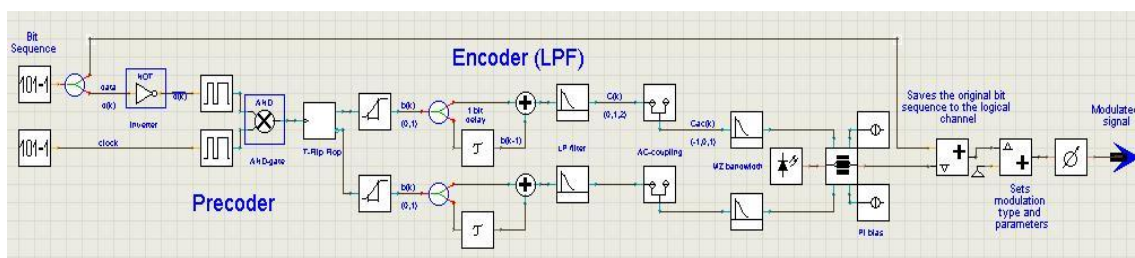 Bit
Sequence
101-1
data
a(k)
NOT
a(k)
Inverter
101-1
clock
AND
AND-gate
T-Flip Flop
Precoder
Encoder (LPF)
b(k)
(0,1)
1 bit
delay
τ
b(k-1)
LP filter
C(k)
(0,1,2)
AC-coupling
Cac(k)
(-1,0,1)
MZ bandwidth
b(k)
(0,1)
τ
PI bias
Saves the original bit
sequence to the logical
channel
Sets
modulation
type and
parameters
Modulated
signal